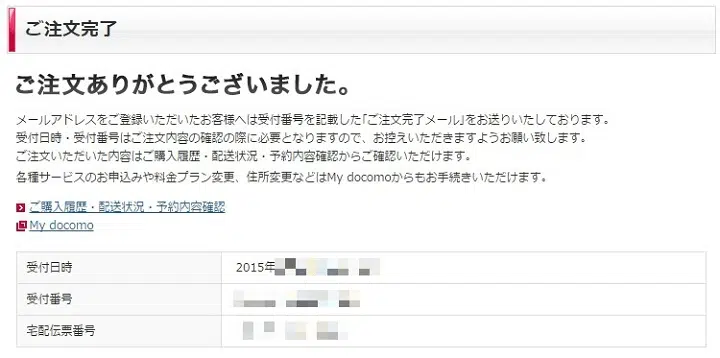 ご注文完了
ご注文ありがとうございました。
メールアドレスをご登録いただいたお客様へは受付番号を記載した「ご注文完了メール」をお送りいたしております。
受付日時・受付番号はご注文内容の確認の際に必要となりますので、お控えいただきますようお願い致します。
ご注文いただいた内容はご購入履歴・配送状況・予約内容確認からご確認いただけます。
各種サービスのお申込みや料金プラン変更、住所変更などはMy docomoからもお手続きいただけます。
ご購入履歴・配送状況・予約内容確認
My docomo
受付日時 2015年
受付番号
宅配伝票番号